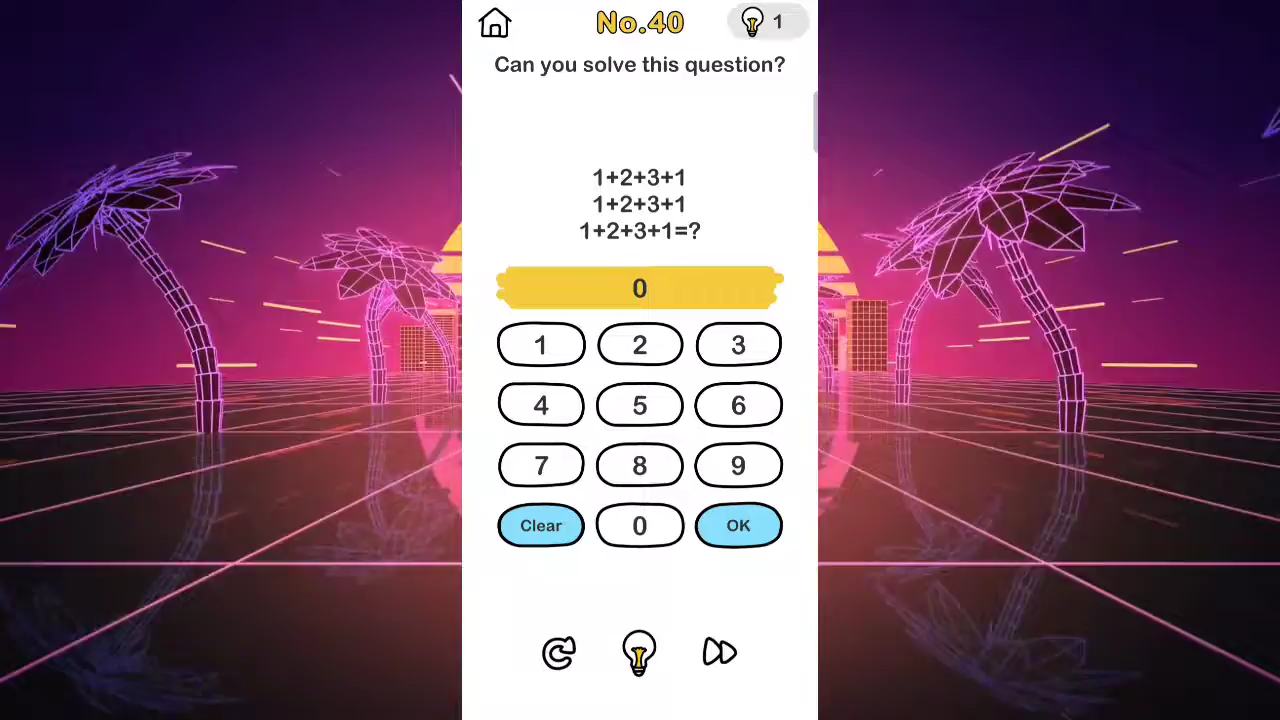 No.40
1
Can you solve this question?
1+2+3+1
1+2+3+1
1+2+3+1=?
0
1 2 3
4 5 6
7 8 9
Clear 0 OK